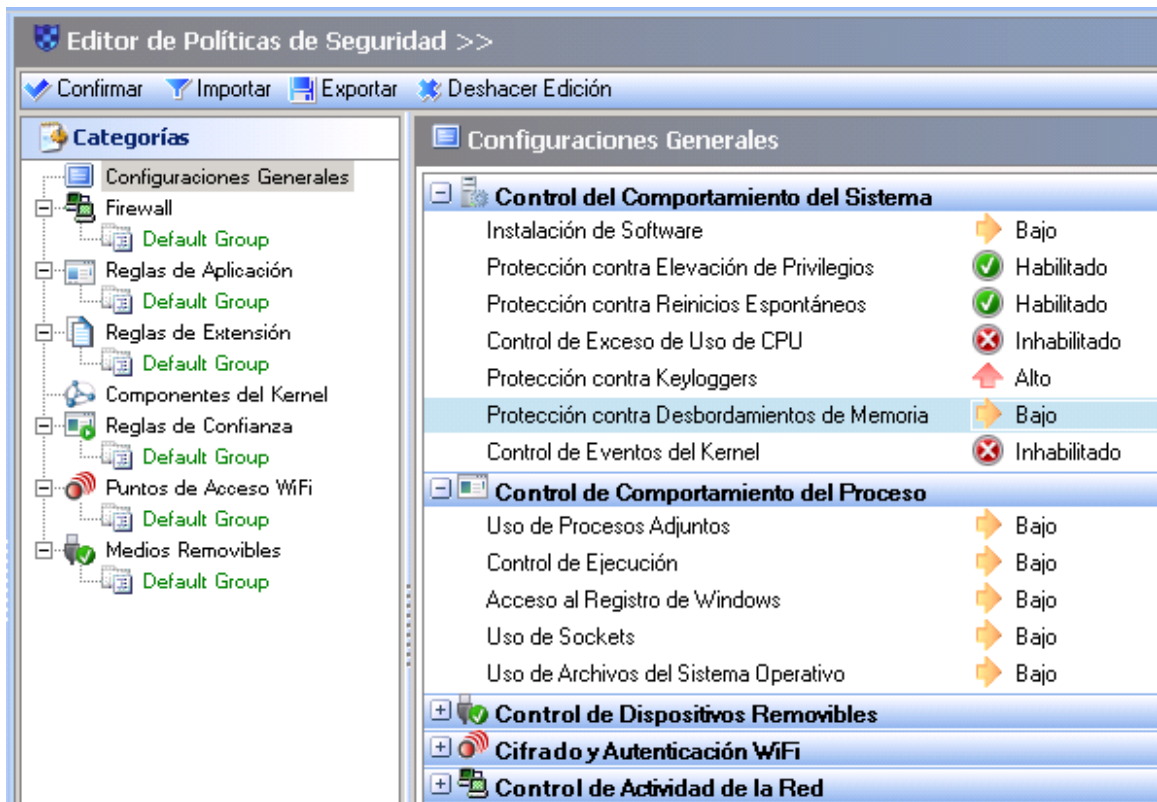 Editor de Políticas de Seguridad >>
Confirmar Importar Exportar Deshacer Edición
Categorías
Configuraciones Generales
Firewall
Default Group
Reglas de Aplicación
Default Group
Reglas de Extensión
Default Group
Componentes del Kernel
Reglas de Confianza
Default Group
Puntos de Acceso WiFi
Default Group
Medios Removibles
Default Group
Configuraciones Generales
Control del Comportamiento del Sistema
Instalación de Software Bajo
Protección contra Elevación de Privilegios Habilitado
Protección contra Reinicios Espontáneos Habilitado
Control de Exceso de Uso de CPU Inhabilitado
Protección contra Keyloggers Alto
Protección contra Desbordamientos de Memoria Bajo
Control de Eventos del Kernel Inhabilitado
Control de Comportamiento del Proceso
Uso de Procesos Adjuntos Bajo
Control de Ejecución Bajo
Acceso al Registro de Windows Bajo
Uso de Sockets Bajo
Uso de Archivos del Sistema Operativo Bajo
Control de Dispositivos Removibles
Cifrado y Autenticación WiFi
Control de Actividad de la Red